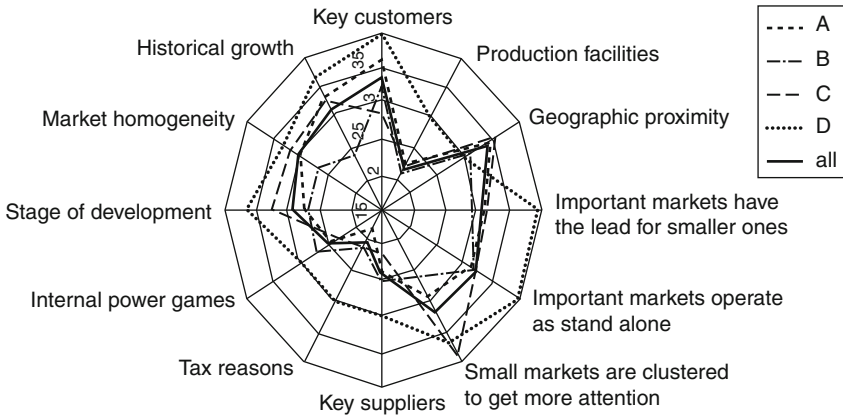 Key customers
Historical growth
Production facilities
Market homogeneity
Geographic proximity
Stage of development
Important markets have
the lead for smaller ones
Internal power games
Important markets operate
as stand alone
Tax reasons
Small markets are clustered
to get more attention
Key suppliers
35
3
25
2
15
A
B
C
D
all